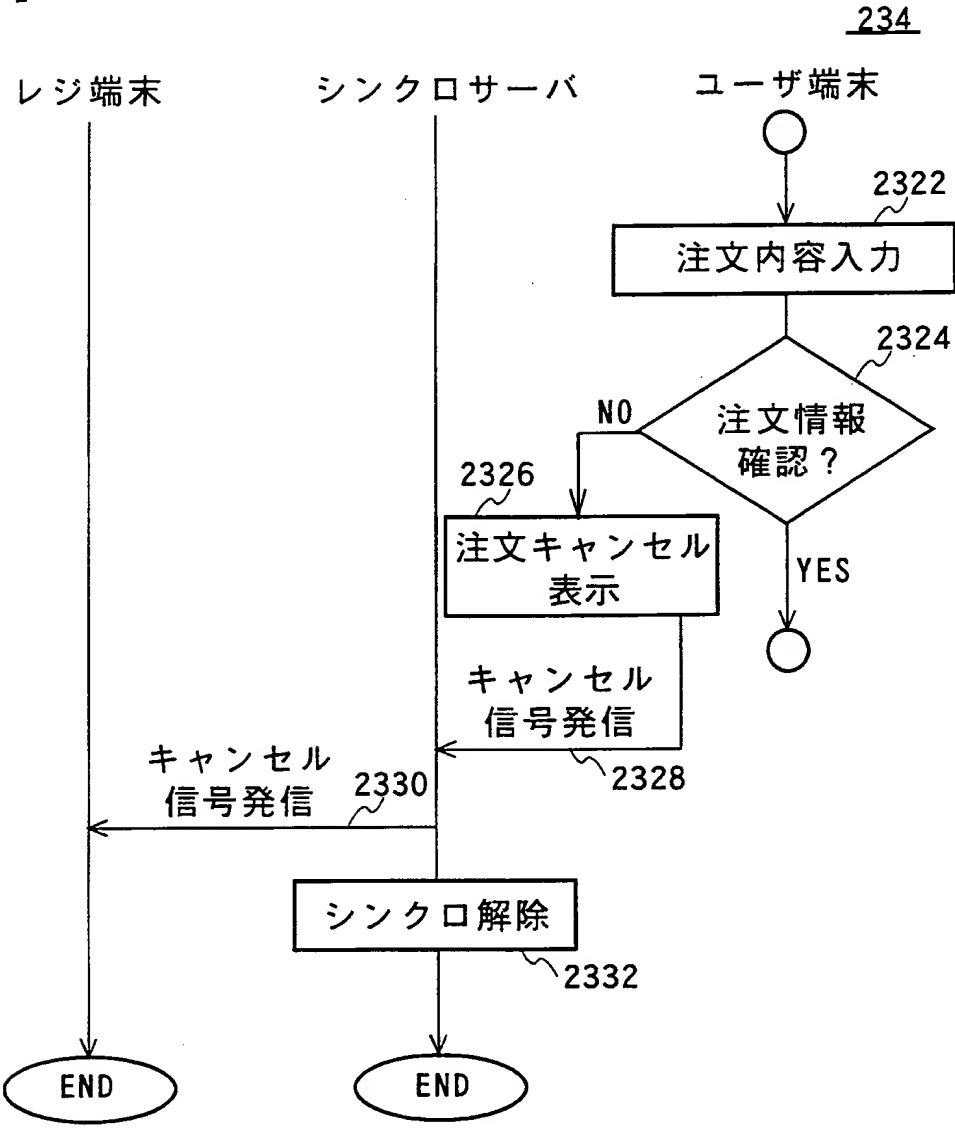 234
レジ端末
シンクロサーバ
ユーザ端末
2322
注文内容入力
2324
注文情報
確認?
NO
2326
注文キャンセル
表示
YES
キャンセル
信号発信
2328
キャンセル
信号発信
2330
シンクロ解除
2332
END
END